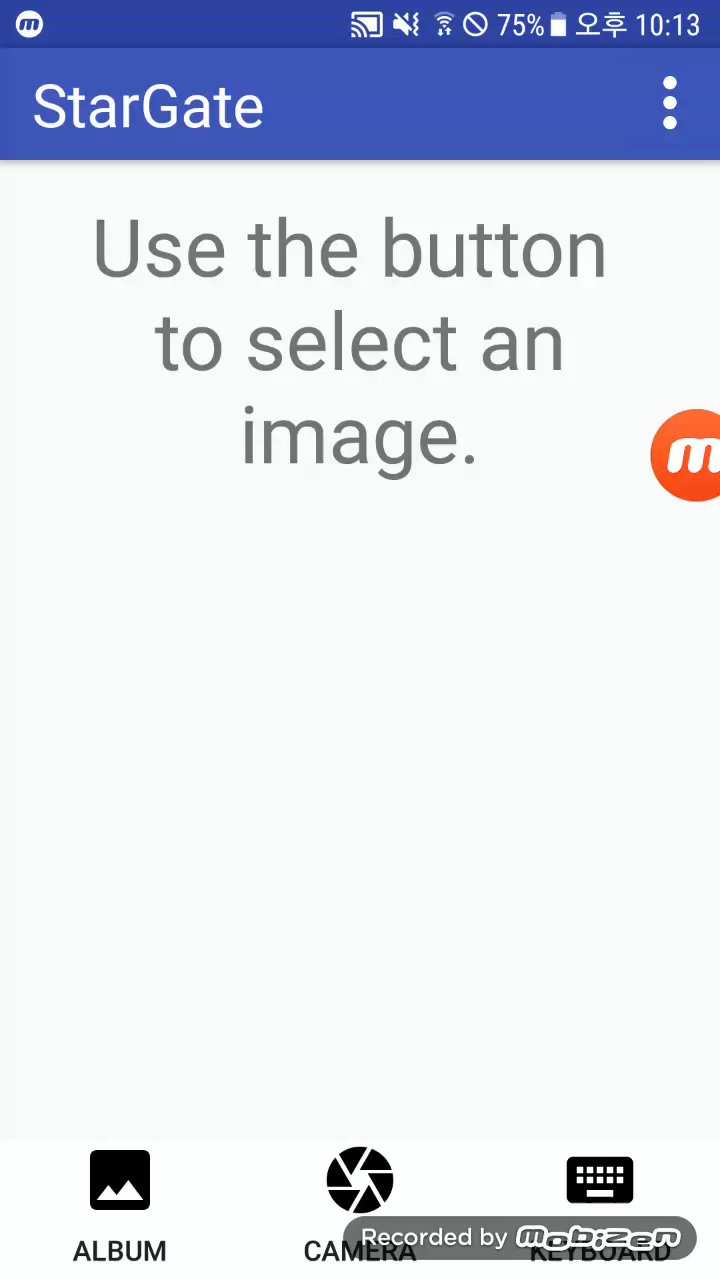 75% 오후 10:13
StarGate
Use the button
to select an
image.
m
ALBUM
CAMERA
KEYBOARD
Recorded by mobizen